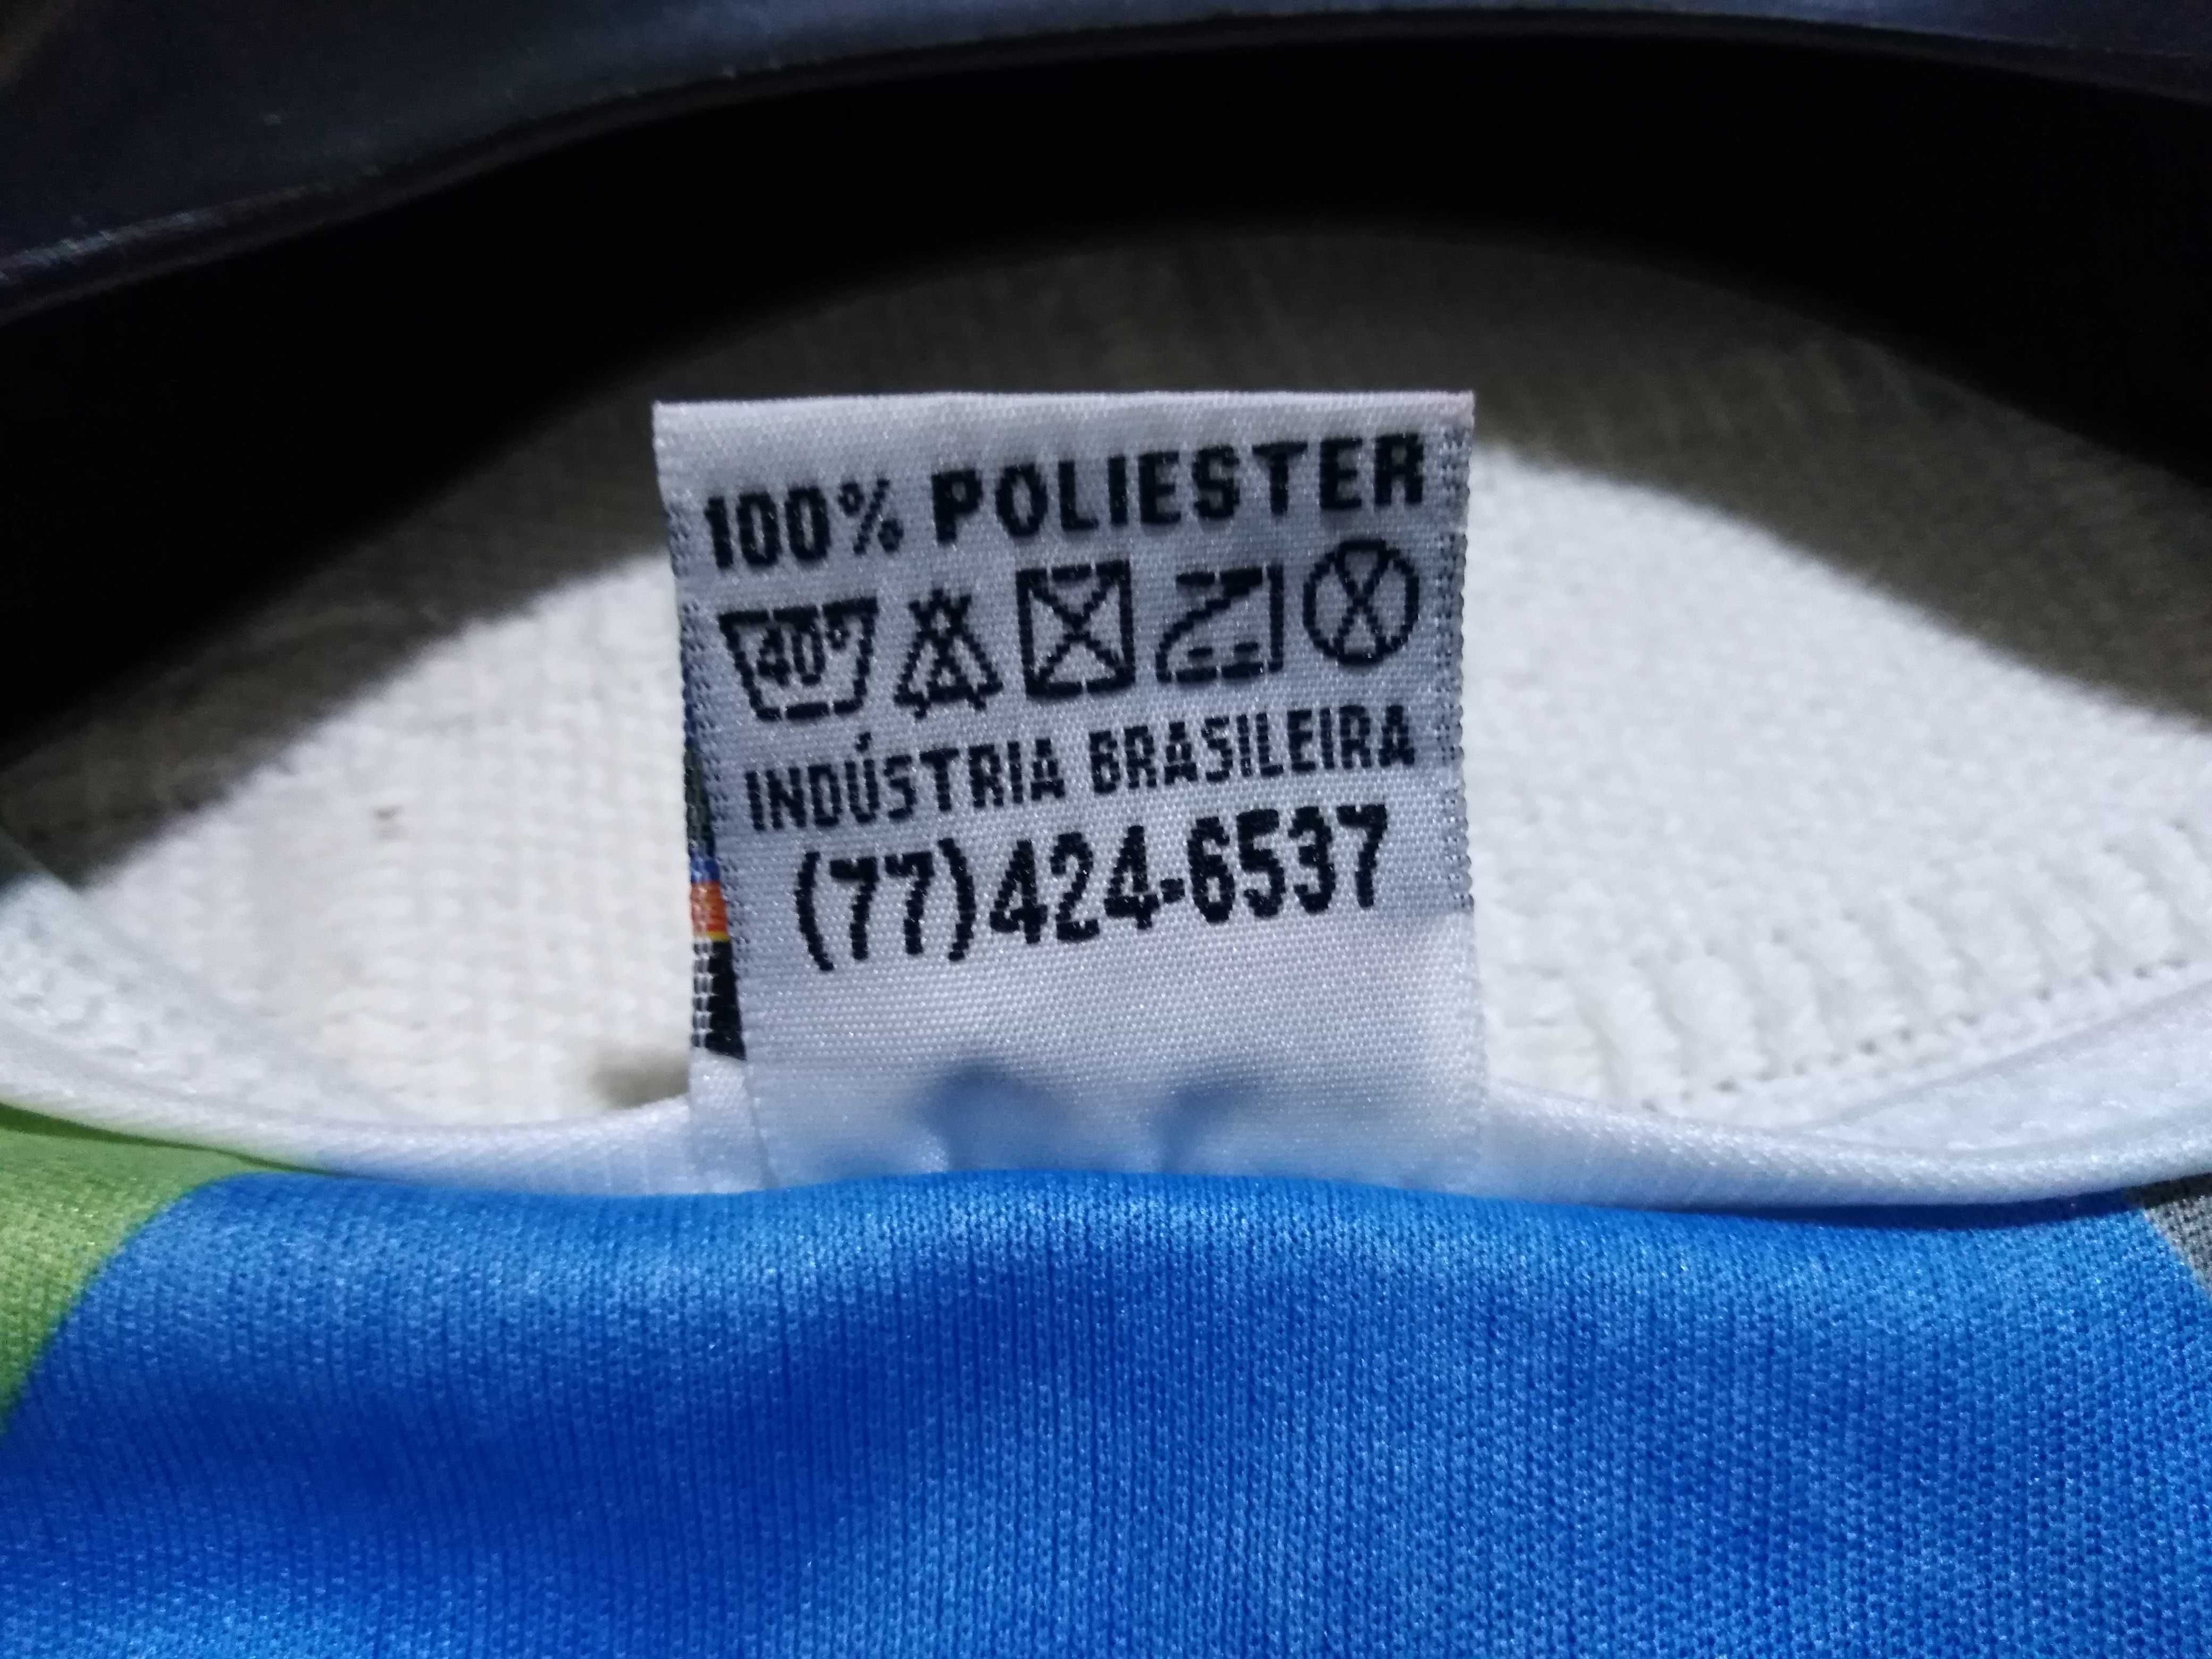 100% POLIESTER
40°
INDÚSTRIA BRASILEIRA
(77)424-6537